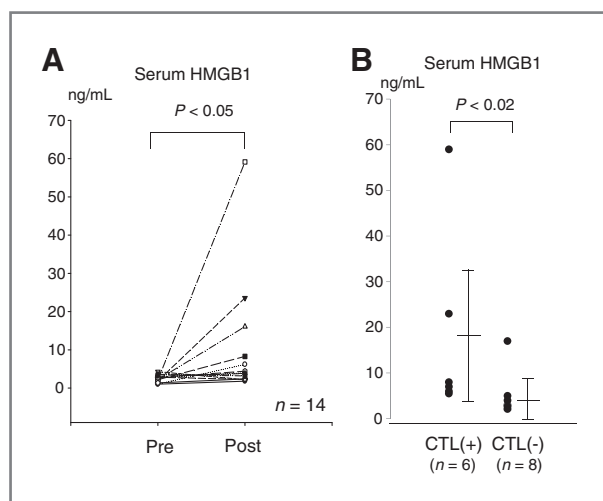 A
Serum HMGB1
ng/mL
P < 0.05
70
60
50
40
30
20
10
0
n = 14
Pre Post
B
Serum HMGB1
ng/mL
P < 0.02
70
60
50
40
30
20
10
0
CTL(+) CTL(-)
(n = 6) (n = 8)